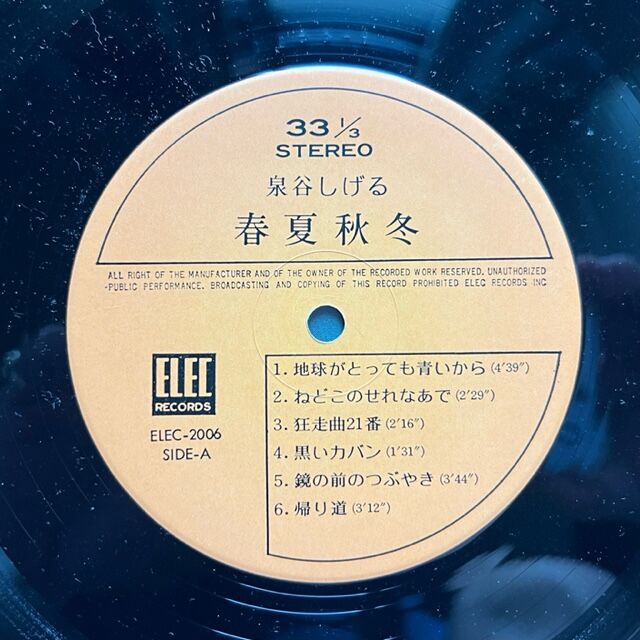 33 1/3
STEREO
泉谷しげる
春夏秋冬
ALL RIGHT OF THE MANUFACTURER AND OF THE OWNER OF THE RECORDED WORK RESERVED. UNAUTHORIZED
-PUBLIC PERFORMANCE. BROADCASTING AND COPYING OF THIS RECORD PROHIBITED ELEC RECORDS INC
ELEC
RECORDS
ELEC-2006
SIDE-A
1. 地球がとっても青いから(4′39″)
2. ねどこのせれなあで(2′29″)
3. 狂走曲21番(2′16″)
4. 黒いカバン(1′31″)
5. 鏡の前のつぶやき(3′44″)
6. 帰り道(3′12″)